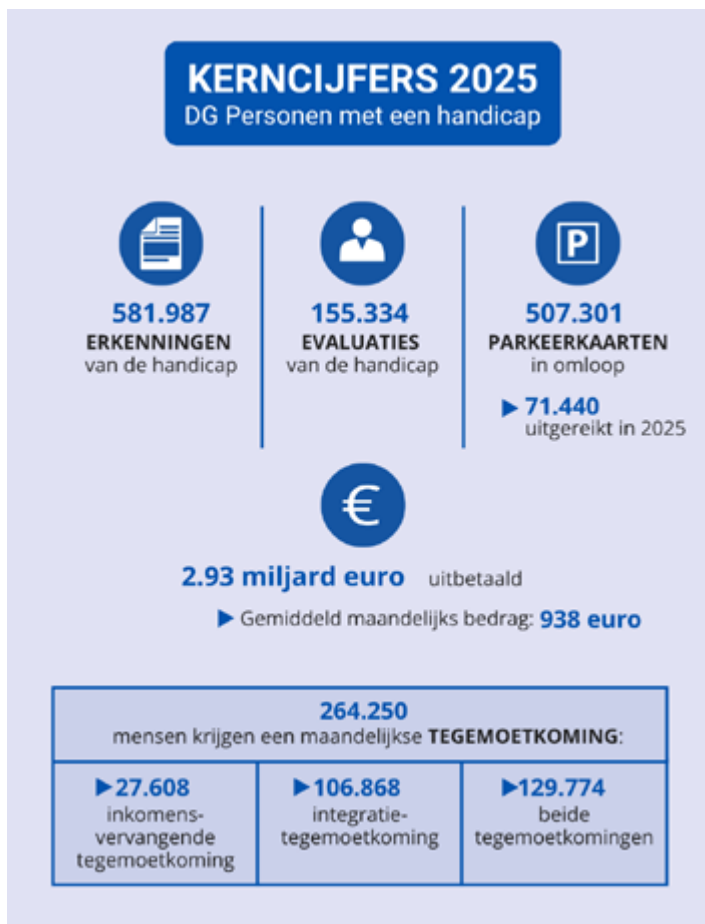 KERNCIJFERS 2025
DG Personen met een handicap
581.987
ERKENNINGEN
van de handicap
155.334
EVALUATIES
van de handicap
P
507.301
PARKEERKAARTEN
in omloop
▶ 71.440
uitgereikt in 2025
€
2.93 miljard euro uitbetaald
▶ Gemiddeld maandelijks bedrag: 938 euro
264.250
mensen krijgen een maandelijkse TEGEMOETKOMING:
▶27.608
inkomens-
vervangende
tegemoetkoming
▶106.868
integratie-
tegemoetkoming
▶129.774
beide
tegemoetkomingen